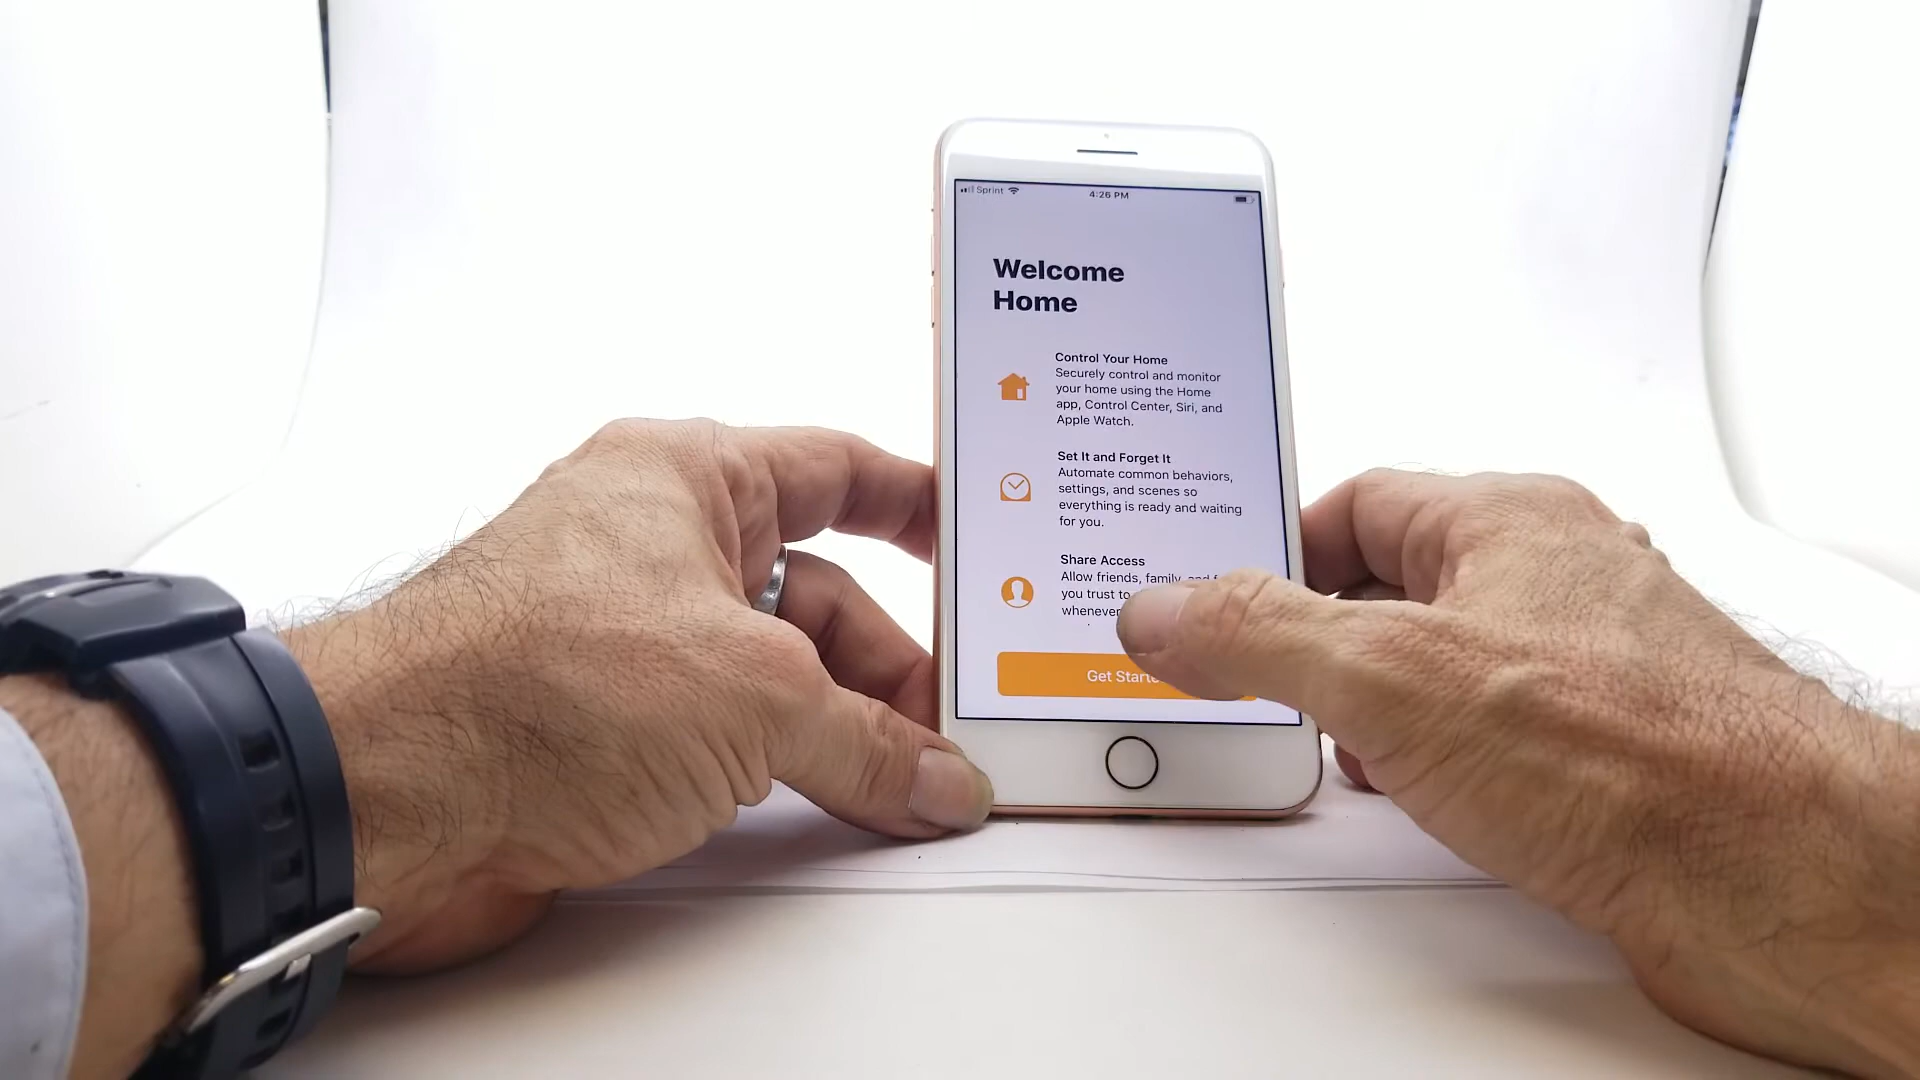 Sprint
4:26 PM
Welcome
Home
Control Your Home
Securely control and monitor
your home using the Home
app, Control Center, Siri, and
Apple Watch.
Set It and Forget It
Automate common behaviors,
settings, and scenes so
everything is ready and waiting
for you.
Share Access
Allow friends, family, and
you trust to
whenever
Get